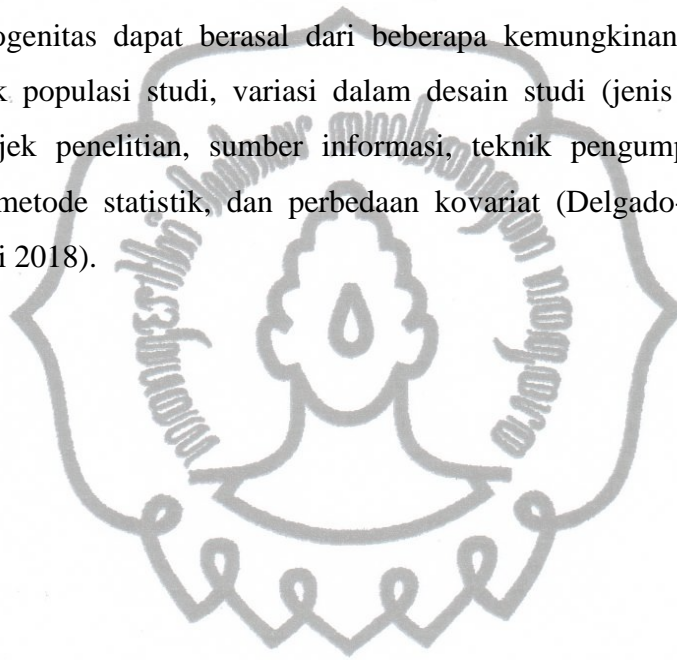 ogenitas dapat berasal dari beberapa kemungkinan
k populasi studi, variasi dalam desain studi (jenis
jek penelitian, sumber informasi, teknik pengump
metode statistik, dan perbedaan kovariat (Delgado-
i 2018).